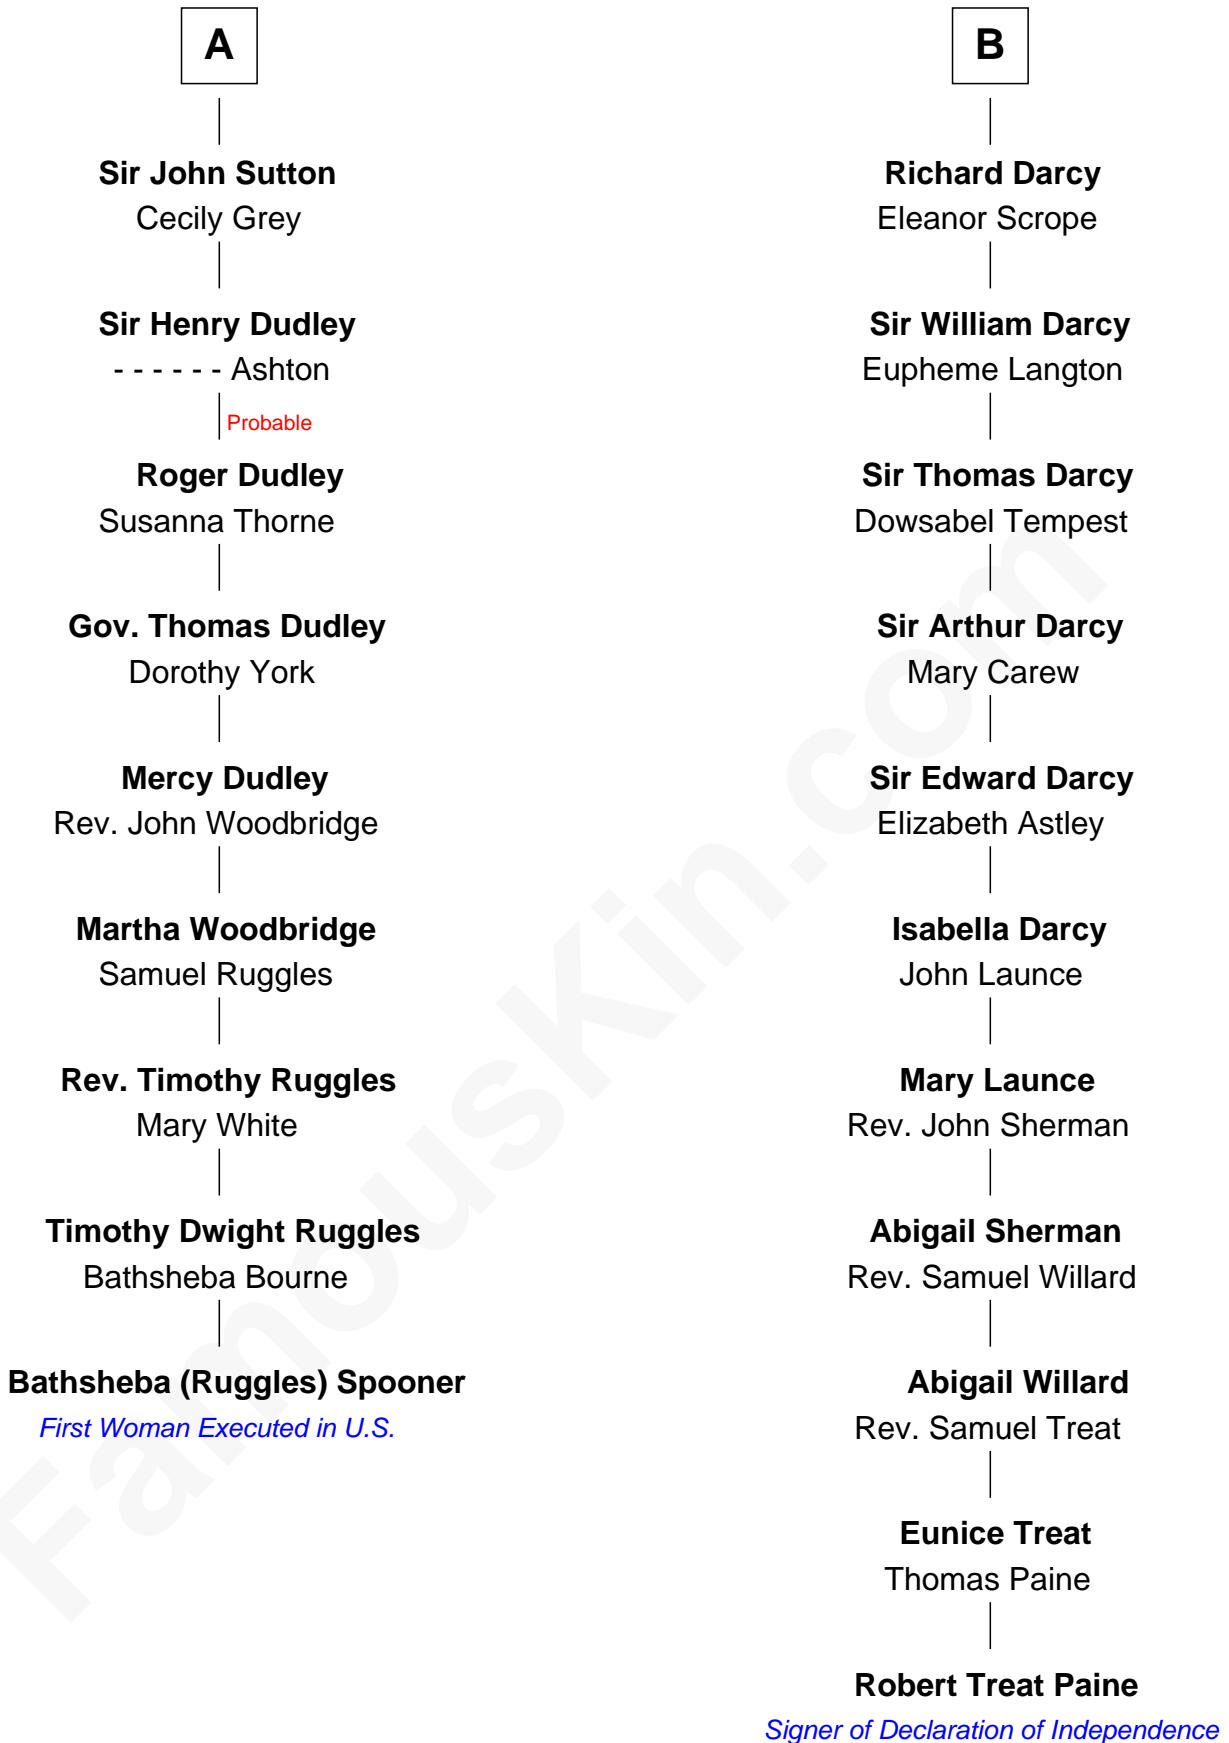 A
Sir John Sutton
Cecily Grey
Sir Henry Dudley
- - - - - - Ashton
Probable
Roger Dudley
Susanna Thorne
Gov. Thomas Dudley
Dorothy York
Mercy Dudley
Rev. John Woodbridge
Martha Woodbridge
Samuel Ruggles
Rev. Timothy Ruggles
Mary White
Timothy Dwight Ruggles
Bathsheba Bourne
Bathsheba (Ruggles) Spooner
First Woman Executed in U.S.
B
Richard Darcy
Eleanor Scrope
Sir William Darcy
Eupheme Langton
Sir Thomas Darcy
Dowsabel Tempest
Sir Arthur Darcy
Mary Carew
Sir Edward Darcy
Elizabeth Astley
Isabella Darcy
John Launce
Mary Launce
Rev. John Sherman
Abigail Sherman
Rev. Samuel Willard
Abigail Willard
Rev. Samuel Treat
Eunice Treat
Thomas Paine
Robert Treat Paine
Signer of Declaration of Independence
FamousKin.com